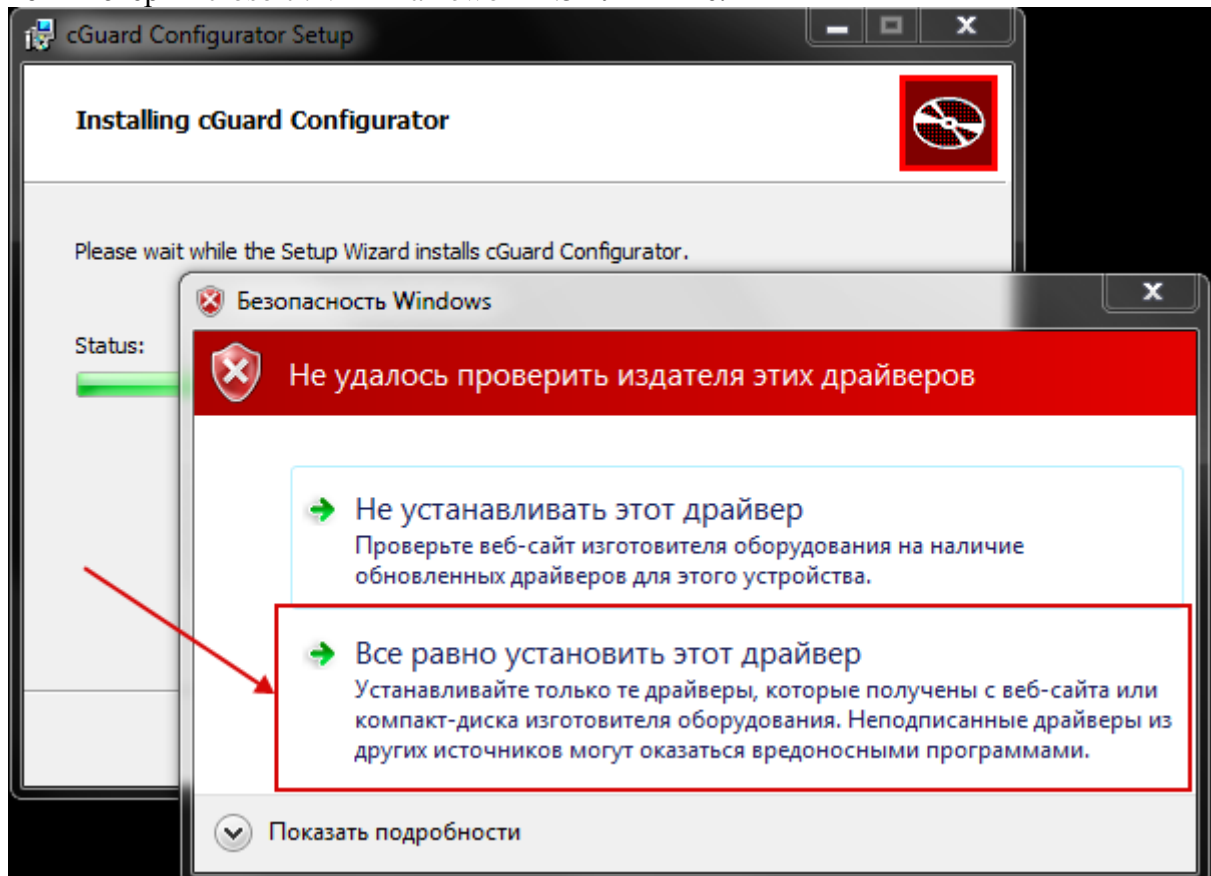 cGuard Configurator Setup
Installing cGuard Configurator
Please wait while the Setup Wizard installs cGuard Configurator.
Status:
Безопасность Windows
Не удалось проверить издателя этих драйверов
Не устанавливать этот драйвер
Проверьте веб-сайт изготовителя оборудования на наличие
обновленных драйверов для этого устройства.
Все равно установить этот драйвер
Устанавливайте только те драйверы, которые получены с веб-сайта или
компакт-диска изготовителя оборудования. Неподписанные драйверы из
других источников могут оказаться вредоносными программами.
Показать подробности